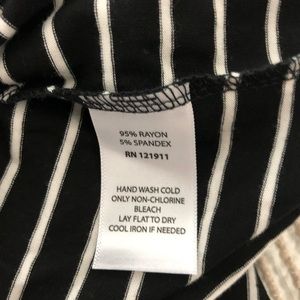 95% RAYON
5% SPANDEX
RN 121911
HAND WASH COLD
ONLY NON-CHLORINE
BLEACH
LAY FLAT TO DRY
COOL IRON IF NEEDED